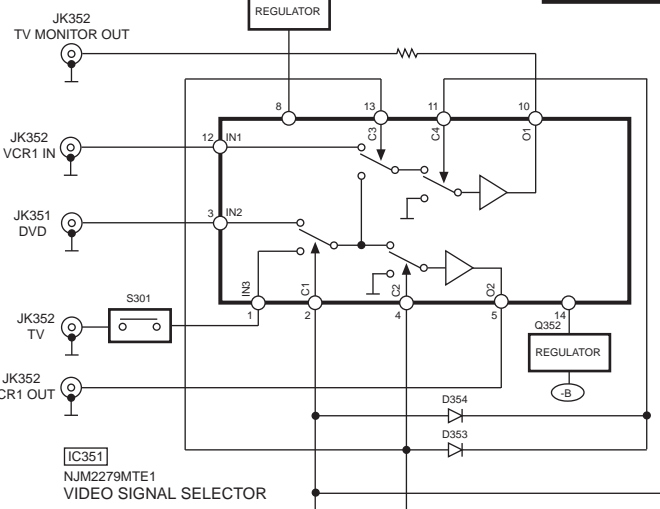 REGULATOR
JK352
TV MONITOR OUT
8
13
11
10
C3
C4
O1
JK352
VCR1 IN
12
IN1
JK351
DVD
3
IN2
IN3
C1
C2
O2
S301
1
2
4
5
14
JK352
TV
Q352
REGULATOR
-B
JK352
CR1 OUT
D354
D353
IC351
NJM2279MTE1
VIDEO SIGNAL SELECTOR